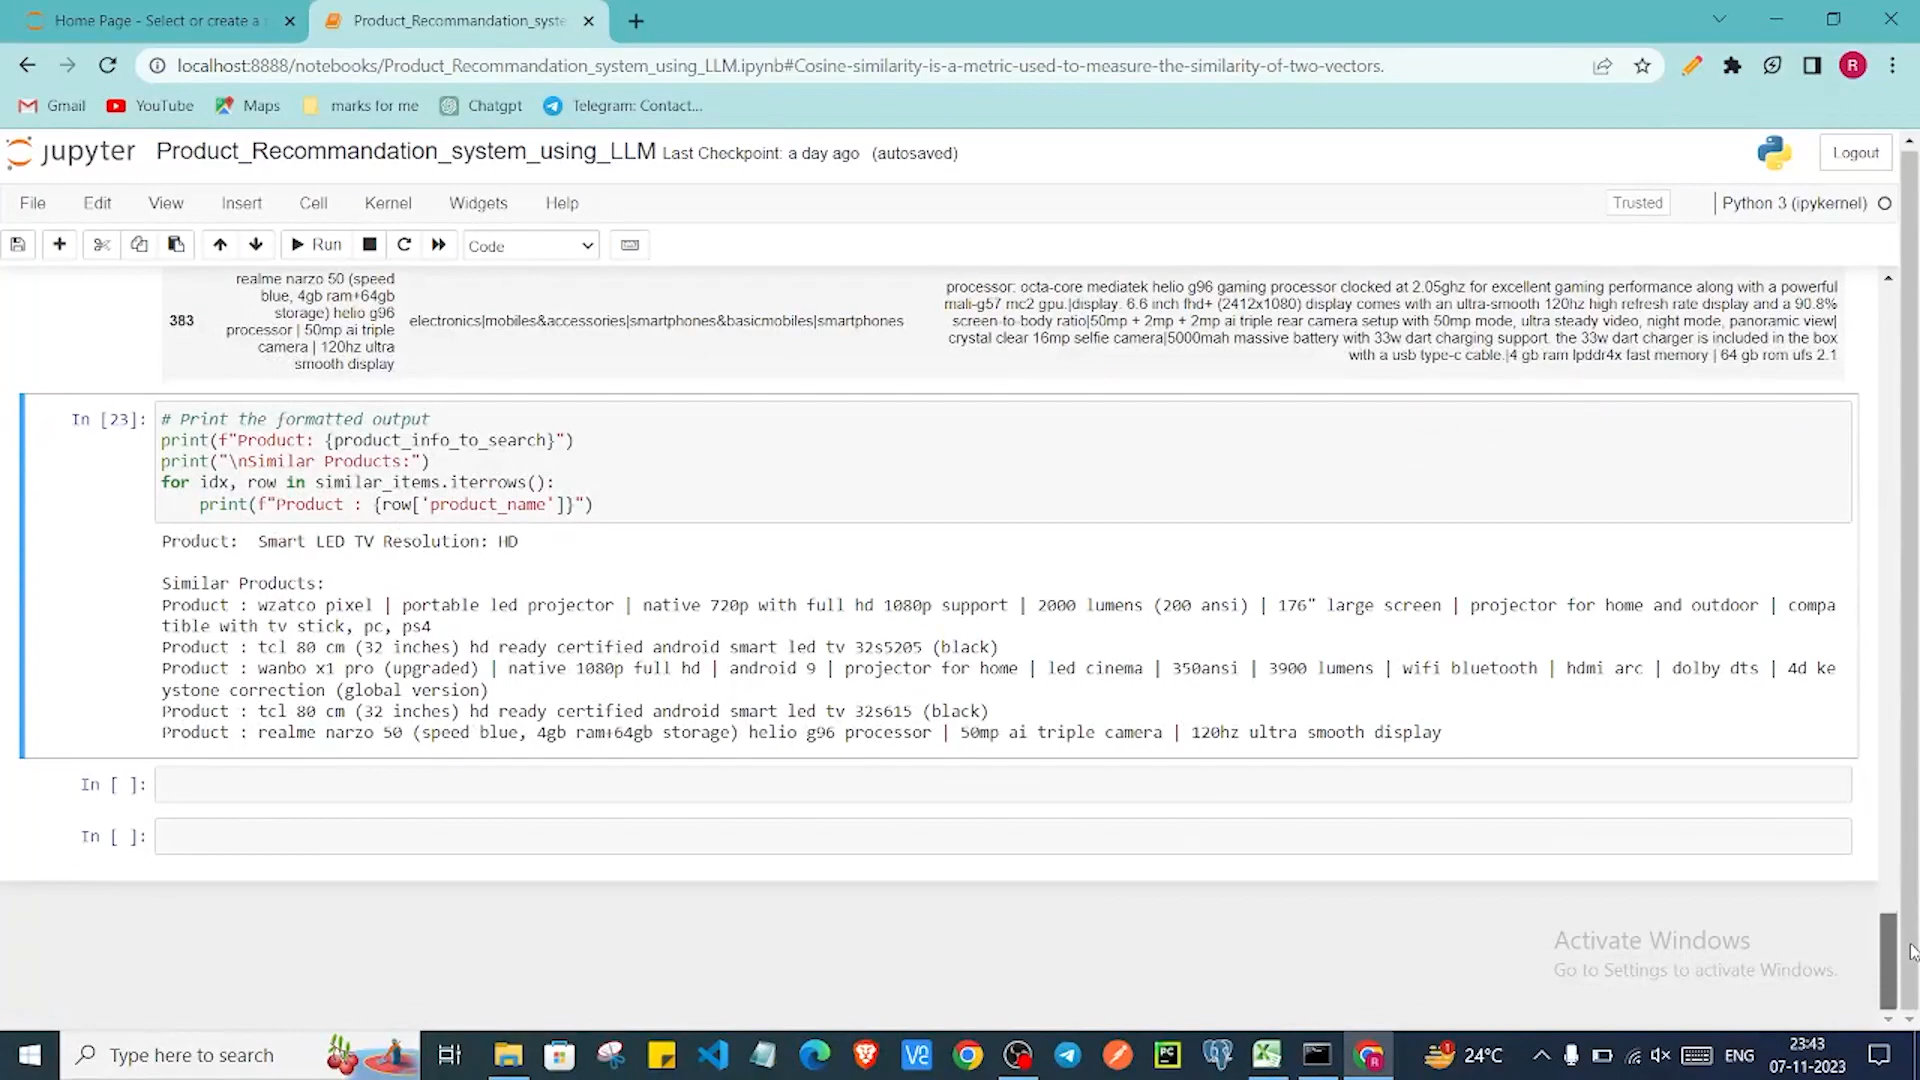 Home Page - Select or create a
Product_Recommandation_syste
localhost:8888/notebooks/Product_Recommandation_system_using_LLM.ipynb#Cosine-similarity-is-a-metric-used-to-measure-the-similarity-of-two-vectors.
R
Gmail
YouTube
Maps
marks for me
Chatgpt
Telegram: Contact...
jupyter
Product_Recommandation_system_using_LLM Last Checkpoint: a day ago (autosaved)
Logout
File Edit View Insert Cell Kernel Widgets Help
Trusted
Python 3 (ipykernel)
Run
Code
realme narzo 50 (speed
blue, 4gb ram+64gb
storage) helio g96
processor | 50mp ai triple
camera | 120hz ultra
smooth display
383
electronics|mobiles&accessories|smartphones&basicmobiles|smartphones
processor: octa-core mediatek helio g96 gaming processor clocked at 2.05ghz for excellent gaming performance along with a powerful
mali-g57 mc2 gpu.|display: 6.6 inch fhd+ (2412x1080) display comes with an ultra-smooth 120hz high refresh rate display and a 90.8%
screen-to-body ratio|50mp + 2mp + 2mp ai triple rear camera setup with 50mp mode, ultra steady video, night mode, panoramic view|
crystal clear 16mp selfie camera|5000mah massive battery with 33w dart charging support. the 33w dart charger is included in the box
with a usb type-c cable.|4 gb ram lpddr4x fast memory | 64 gb rom ufs 2.1
In [23]:
# Print the formatted output
print(f"Product: {product_info_to_search}")
print("\nSimilar Products:")
for idx, row in similar_items.iterrows():
    print(f"Product : {row['product_name']}")
Product:  Smart LED TV Resolution: HD
Similar Products:
Product : wzatco pixel | portable led projector | native 720p with full hd 1080p support | 2000 lumens (200 ansi) | 176" large screen | projector for home and outdoor | compa
tible with tv stick, pc, ps4
Product : tcl 80 cm (32 inches) hd ready certified android smart led tv 32s5205 (black)
Product : wanbo x1 pro (upgraded) | native 1080p full hd | android 9 | projector for home | led cinema | 350ansi | 3900 lumens | wifi bluetooth | hdmi arc | dolby dts | 4d ke
ystone correction (global version)
Product : tcl 80 cm (32 inches) hd ready certified android smart led tv 32s615 (black)
Product : realme narzo 50 (speed blue, 4gb ram+64gb storage) helio g96 processor | 50mp ai triple camera | 120hz ultra smooth display
In [ ]:
In [ ]:
Activate Windows
Go to Settings to activate Windows.
Type here to search
24°C
ENG
23:43
07-11-2023